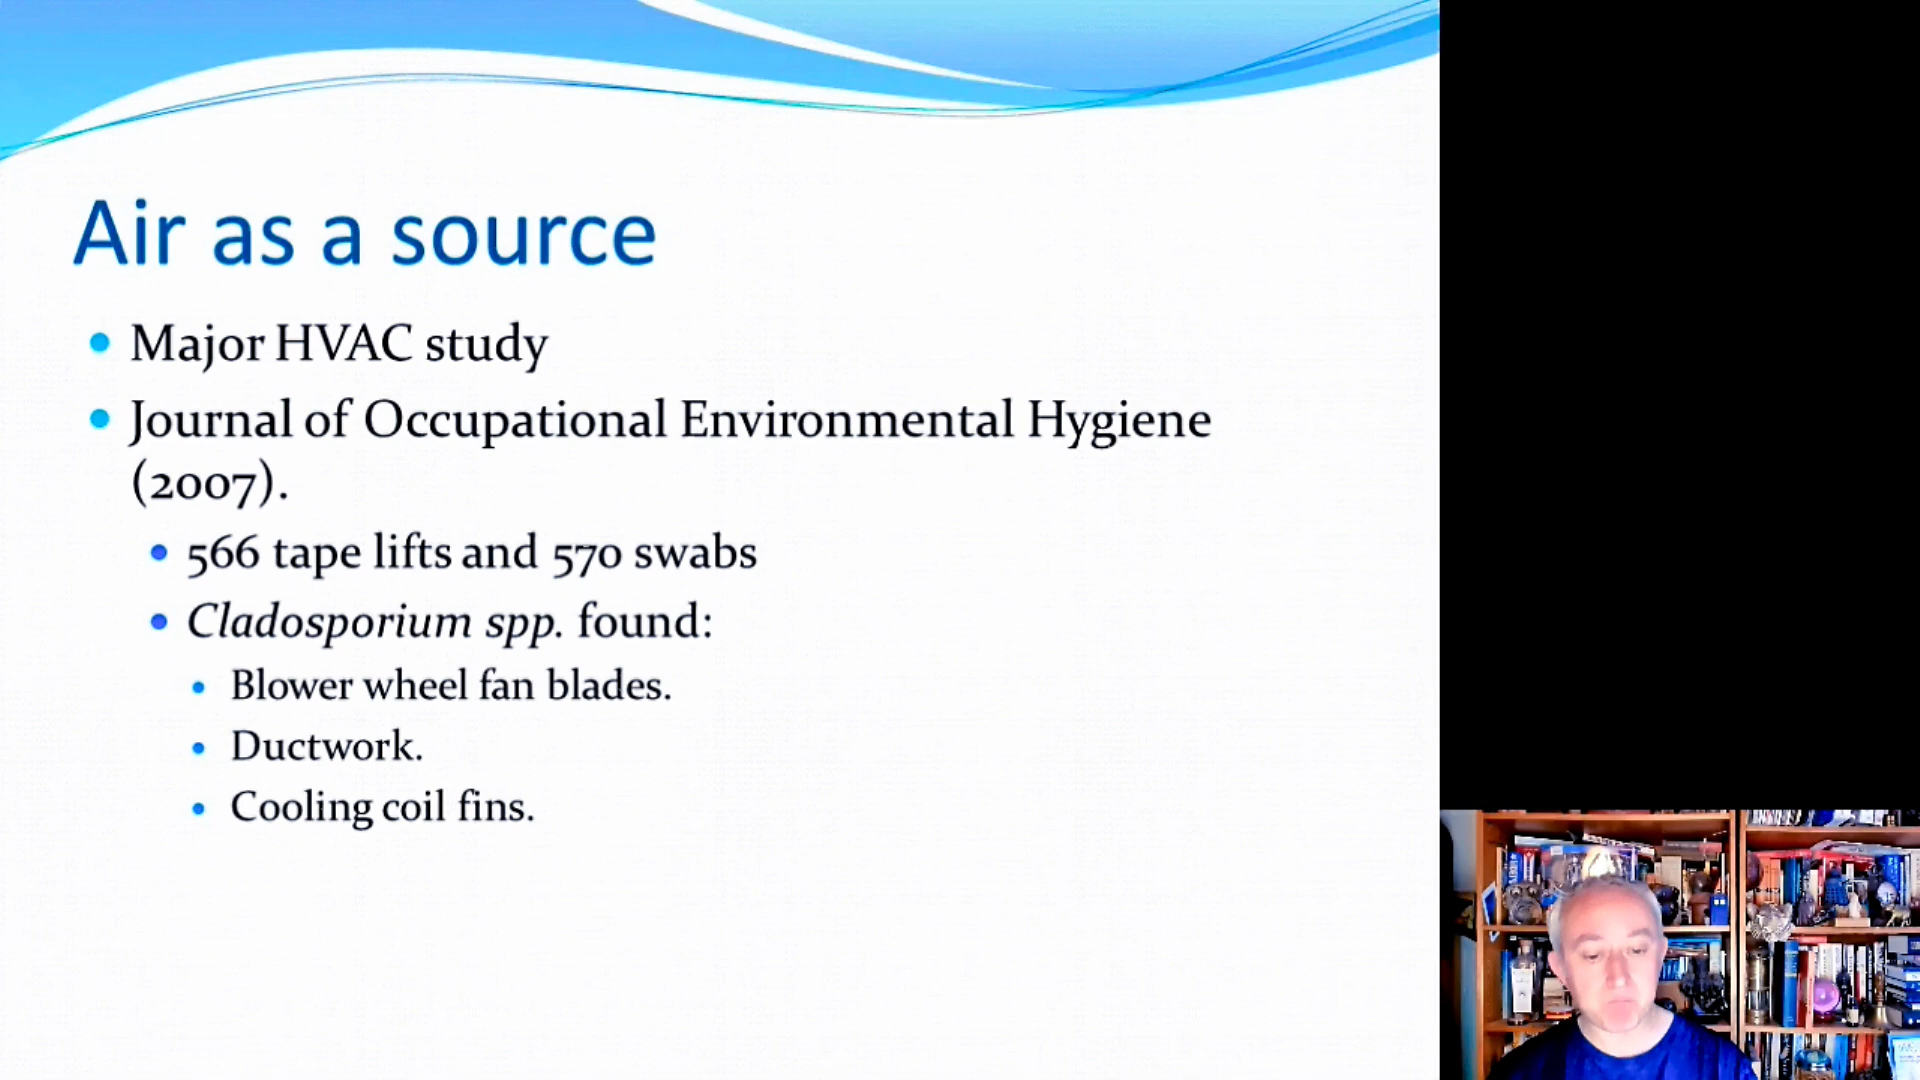 Air as a source
Major HVAC study
Journal of Occupational Environmental Hygiene
(2007).
566 tape lifts and 570 swabs
Cladosporium spp. found:
Blower wheel fan blades.
Ductwork.
Cooling coil fins.